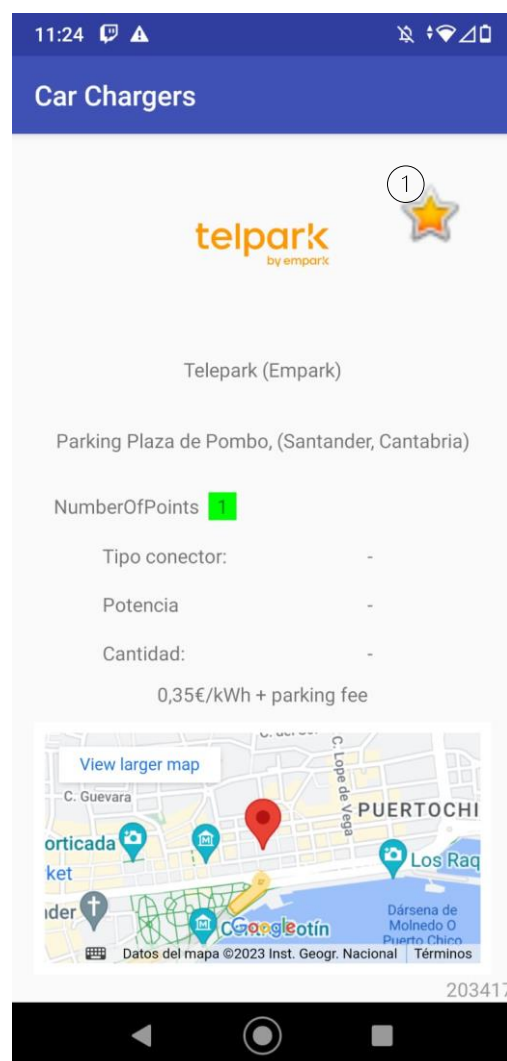 11:24
Car Chargers
1
telpark
by empark
Telepark (Empark)
Parking Plaza de Pombo, (Santander, Cantabria)
NumberOfPoints 1
Tipo conector: -
Potencia -
Cantidad: -
0,35€/kWh + parking fee
View larger map
C. Guevara
C. Lope de Vega
PUERTOCHI
orticada
ket
Los Raq
ider
Google
otín
Dársena de
Molnedo O
Puerto Chico
Datos del mapa ©2023 Inst. Geogr. Nacional Términos
203417